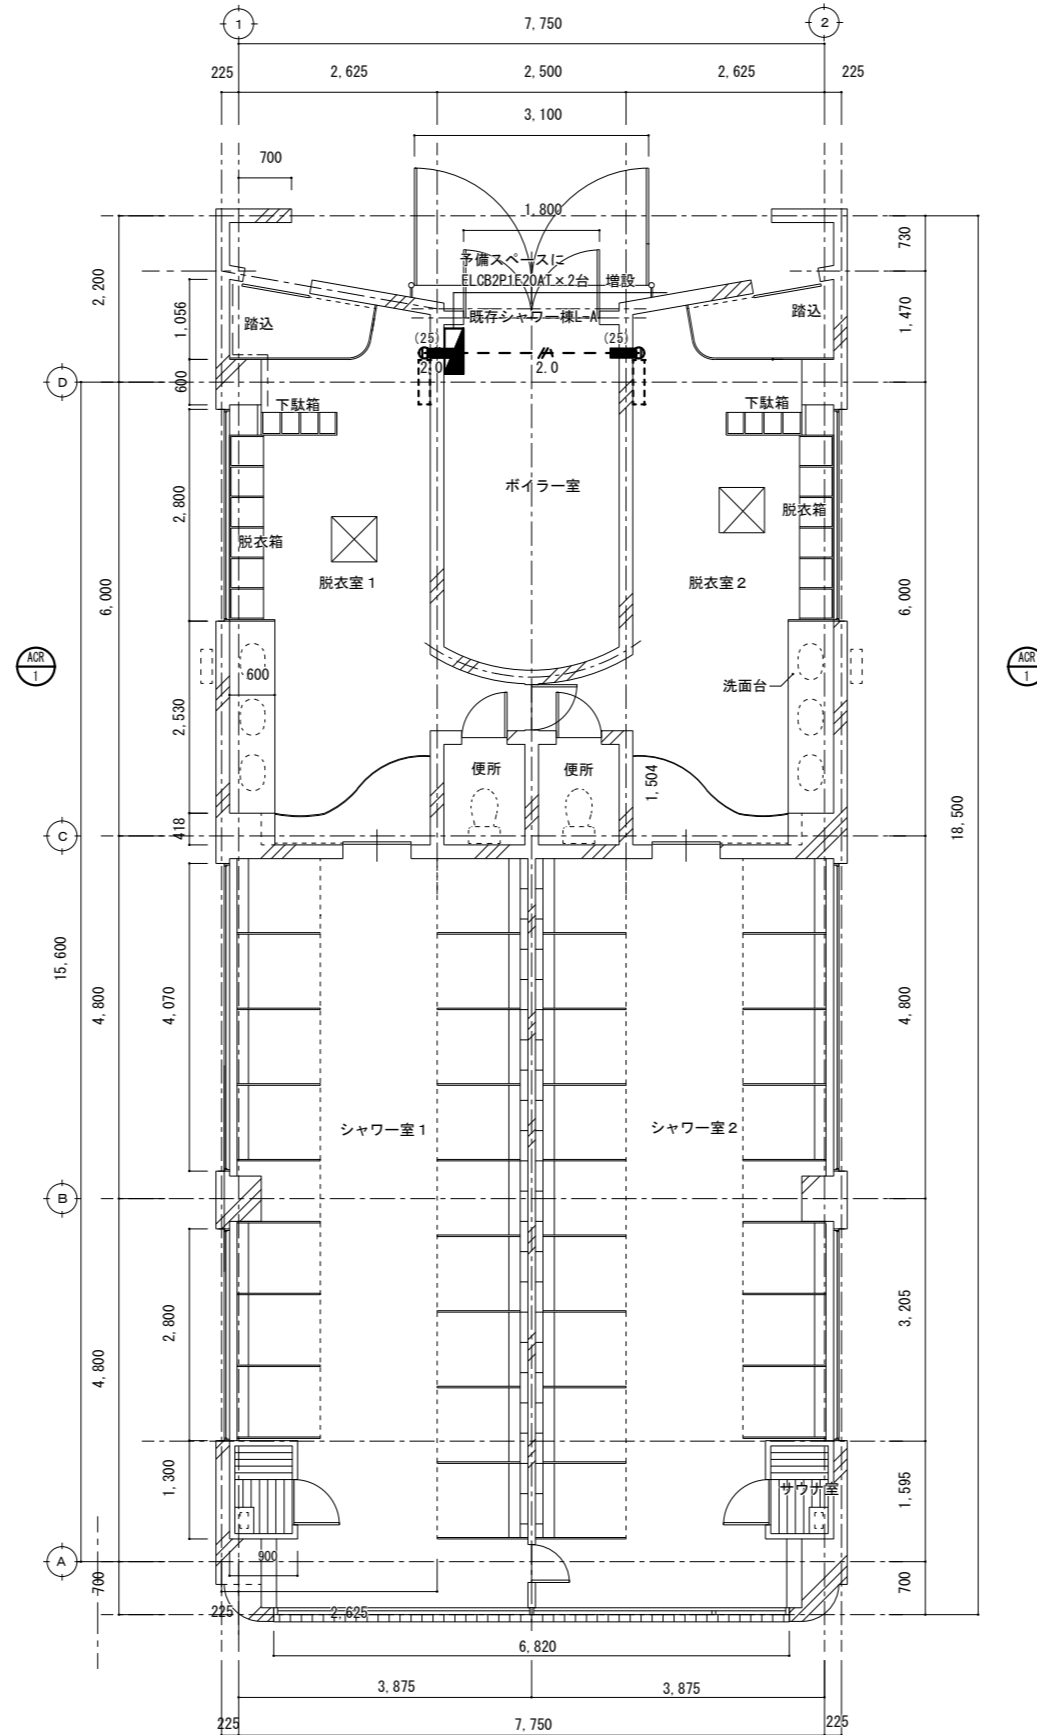 1
7,750
2
225
2,625
2,500
2,625
225
3,100
700
1,800
730
予備スペースに
ELCB2P1E20AT×2台 増設
2,200
1,056
踏込
既存シャワー棟L-A
踏込
1,470
(25)
(25)
2.0
2.0
D
600
下駄箱
下駄箱
2,800
脱衣箱
ボイラー室
脱衣箱
脱衣室1
脱衣室2
6,000
6,000
ACR
1
600
洗面台
ACR
1
2,530
便所
便所
1,504
418
C
18,500
15,600
4,800
4,070
4,800
シャワー室1
シャワー室2
B
2,800
3,205
4,800
1,300
サウナ室
1,595
A
900
700
700
225
2,625
6,820
3,875
3,875
225
7,750
225